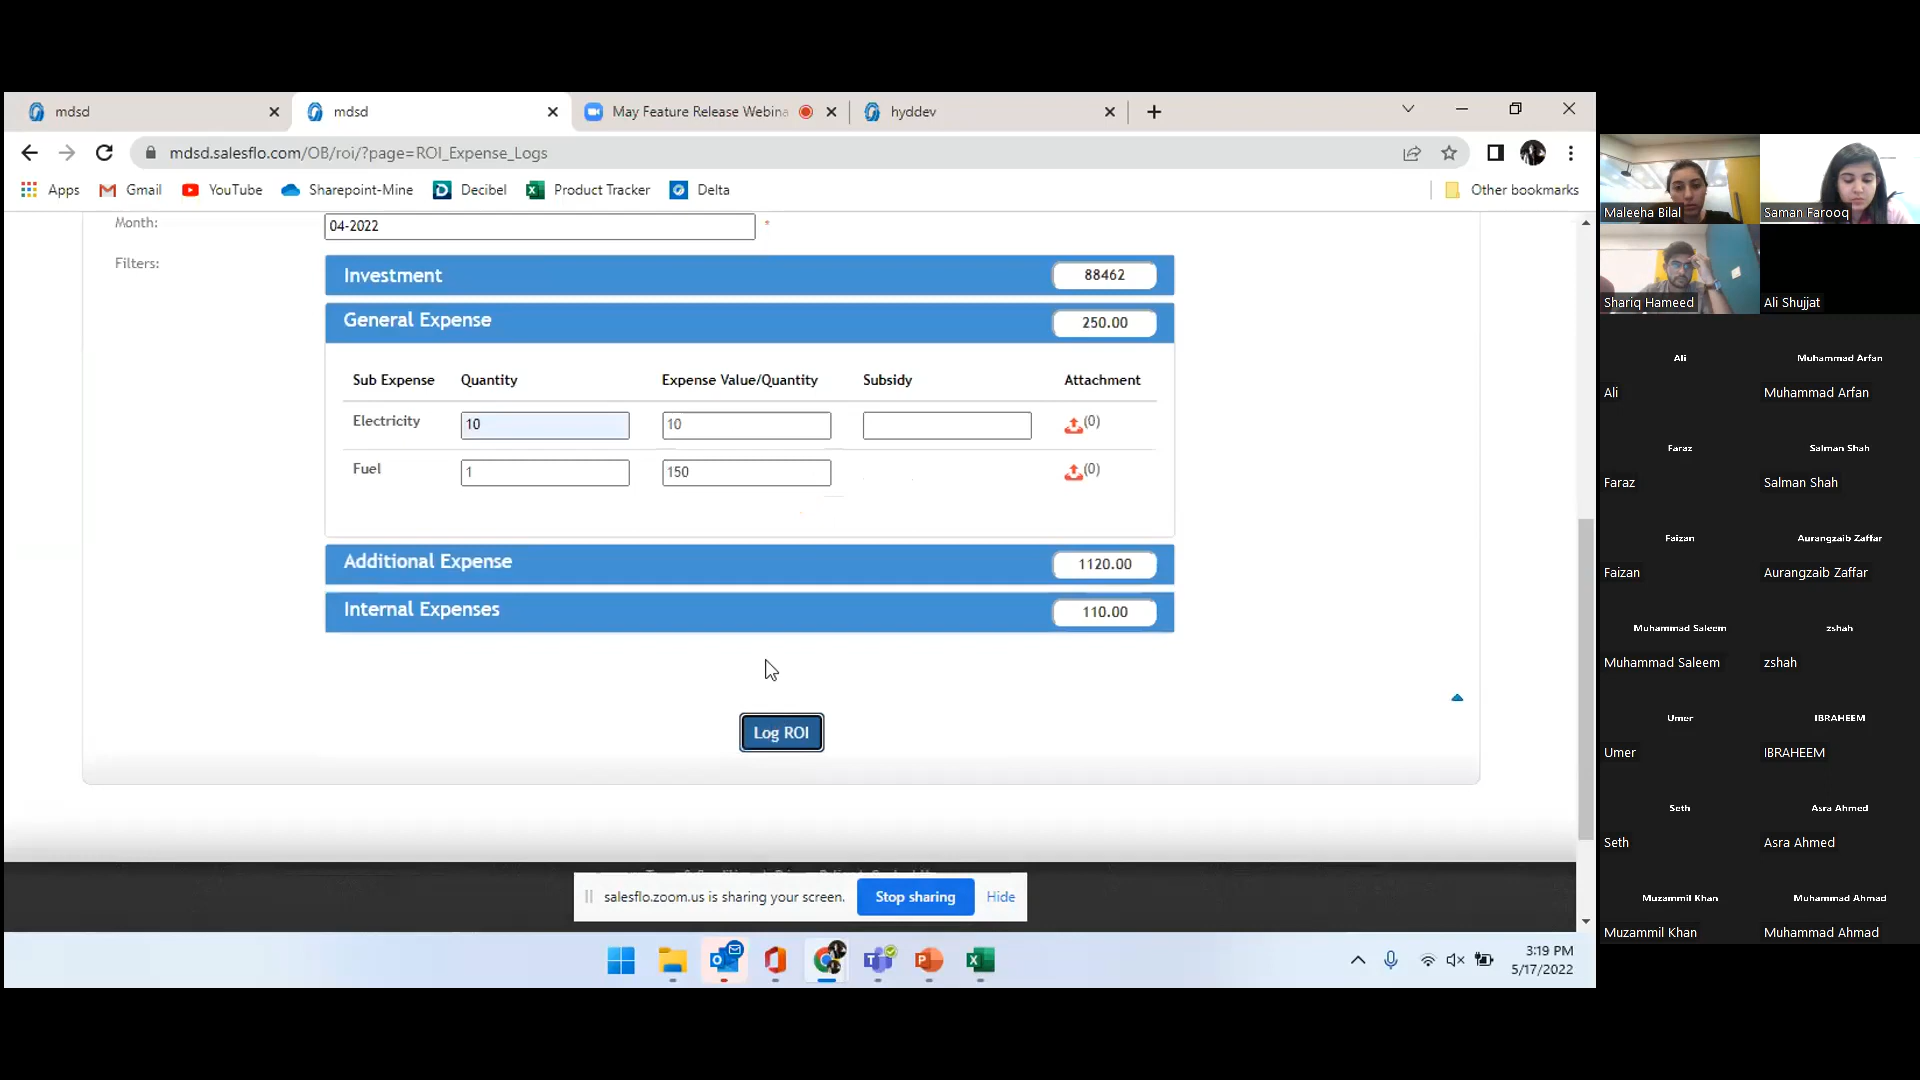 mdsd
mdsd
May Feature Release Webina
hyddev
mdsd.salesflo.com/OB/roi/?page=ROI_Expense_Logs
Apps
Gmail
YouTube
Sharepoint-Mine
Decibel
Product Tracker
Delta
Other bookmarks
Month:
04-2022
*
Filters:
Investment
88462
General Expense
250.00
Sub Expense Quantity Expense Value/Quantity Subsidy Attachment
Electricity 10 10 (0)
Fuel 1 150 (0)
Additional Expense
1120.00
Internal Expenses
110.00
Log ROI
salesflo.zoom.us is sharing your screen.
Stop sharing
Hide
3:19 PM
5/17/2022
Maleeha Bilal
Saman Farooq
Shariq Hameed
Ali Shujjat
Ali
Muhammad Arfan
Ali
Muhammad Arfan
Faraz
Salman Shah
Faraz
Salman Shah
Faizan
Aurangzaib Zaffar
Faizan
Aurangzaib Zaffar
Muhammad Saleem
zshah
Muhammad Saleem
zshah
Umer
IBRAHEEM
Umer
IBRAHEEM
Seth
Asra Ahmed
Seth
Asra Ahmed
Muzammil Khan
Muhammad Ahmad
Muzammil Khan
Muhammad Ahmad